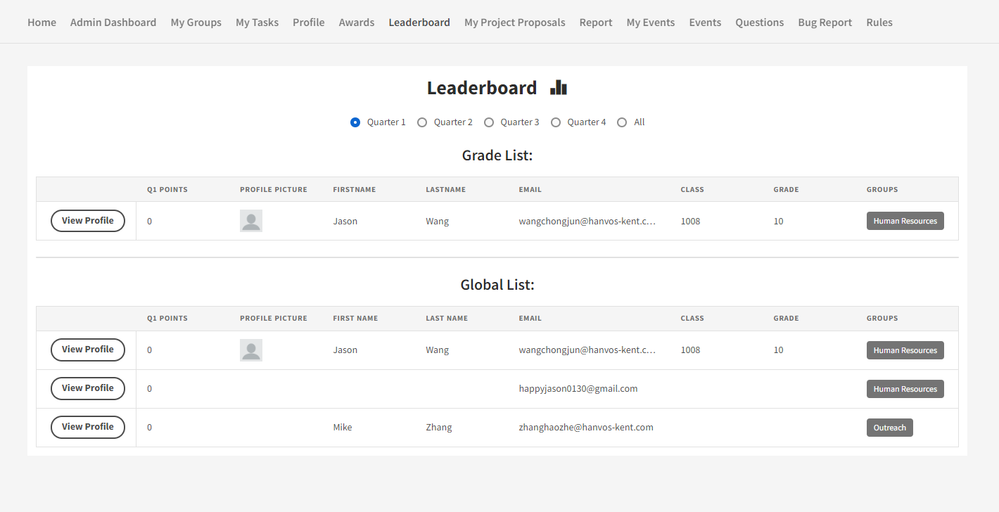 Home Admin Dashboard My Groups My Tasks Profile Awards Leaderboard My Project Proposals Report My Events Events Questions Bug Report Rules
Leaderboard
Quarter 1 Quarter 2 Quarter 3 Quarter 4 All
Grade List:
Q1 POINTS PROFILE PICTURE FIRSTNAME LASTNAME EMAIL CLASS GRADE GROUPS
View Profile 0 Jason Wang wangchongjun@hanvos-kent.c... 1008 10 Human Resources
Global List:
Q1 POINTS PROFILE PICTURE FIRST NAME LAST NAME EMAIL CLASS GRADE GROUPS
View Profile 0 Jason Wang wangchongjun@hanvos-kent.c... 1008 10 Human Resources
View Profile 0 happyjason0130@gmail.com Human Resources
View Profile 0 Mike Zhang zhanghaozhe@hanvos-kent.com Outreach